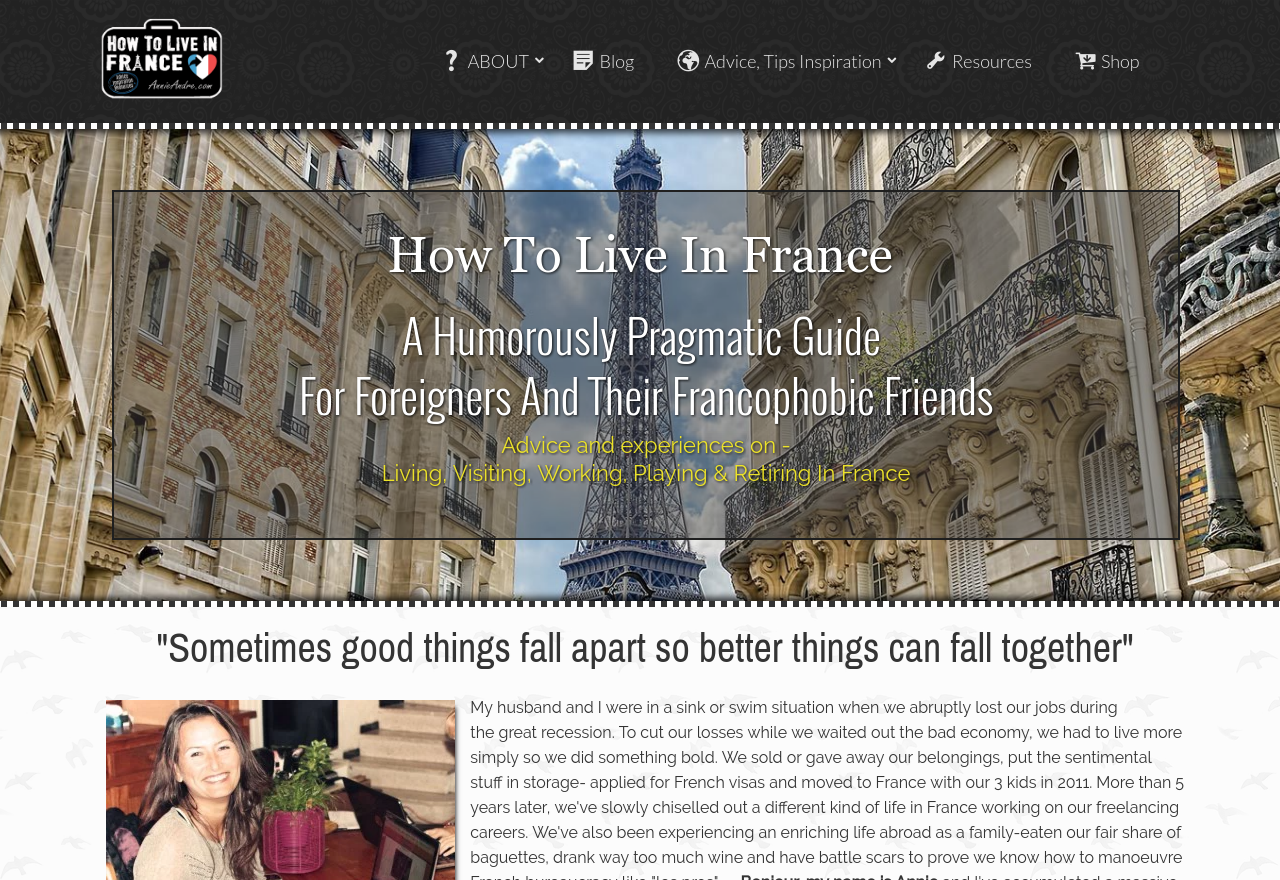 HOW TO LIVE IN
FRANCE
AnnieAndre.com
ABOUT
Blog
Advice, Tips Inspiration
Resources
Shop
How To Live In France
A Humorously Pragmatic Guide
For Foreigners And Their Francophobic Friends
Advice and experiences on -
Living, Visiting, Working, Playing & Retiring In France
"Sometimes good things fall apart so better things can fall together"
My husband and I were in a sink or swim situation when we abruptly lost our jobs during
the great recession. To cut our losses while we waited out the bad economy, we had to live more
simply so we did something bold. We sold or gave away our belongings, put the sentimental
stuff in storage- applied for French visas and moved to France with our 3 kids in 2011. More than 5
years later, we've slowly chiselled out a different kind of life in France working on our freelancing
careers. We've also been experiencing an enriching life abroad as a family-eaten our fair share of
baguettes, drank way too much wine and have battle scars to prove we know how to manoeuvre